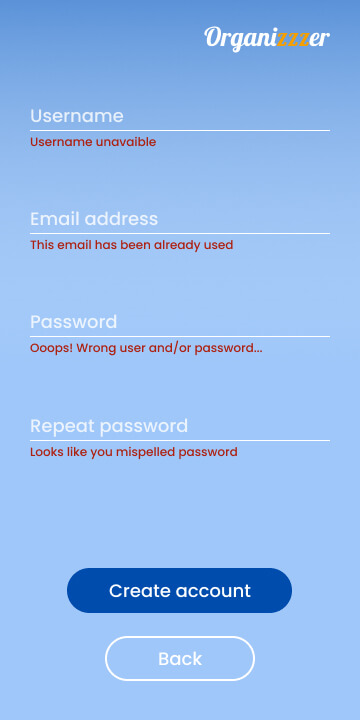 Organizzzer
Username
Username unavaible
Email address
This email has been already used
Password
Ooops! Wrong user and/or password...
Repeat password
Looks like you mispelled password
Create account
Back